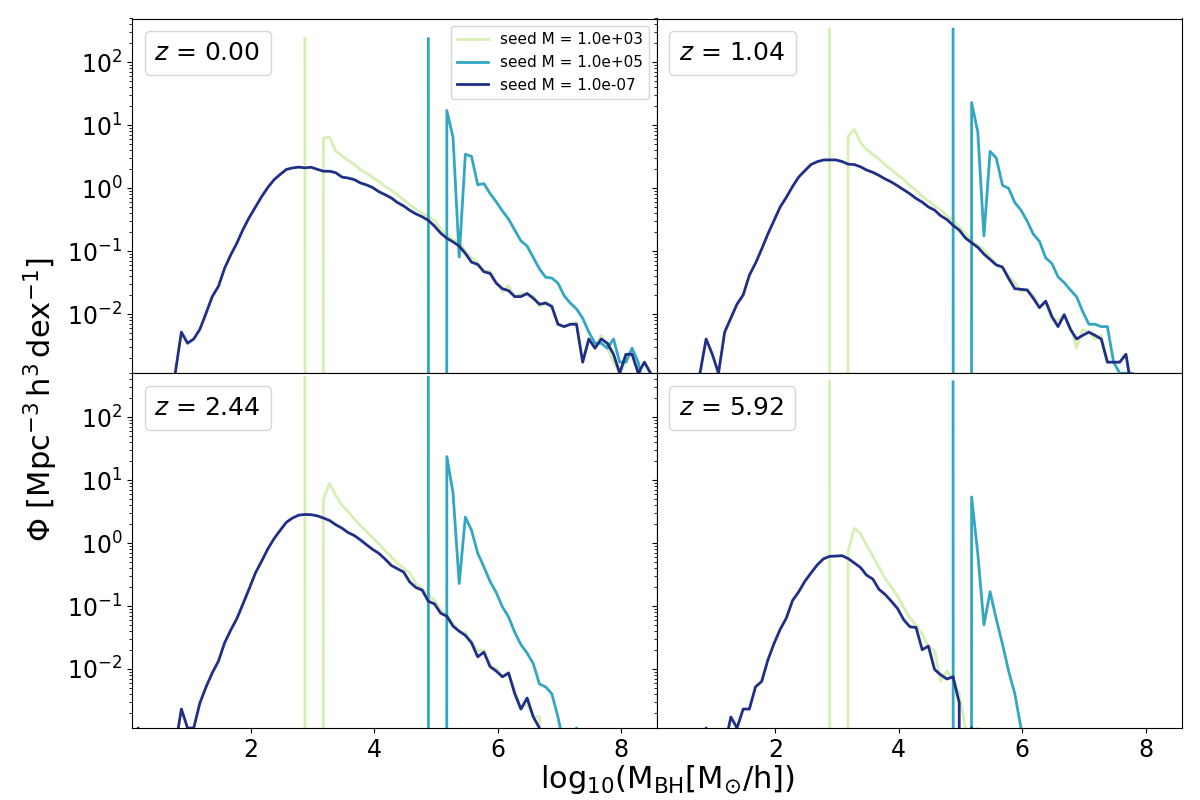 z = 0.00
seed M = 1.0e+03
seed M = 1.0e+05
seed M = 1.0e-07
z = 1.04
10²
10¹
10⁰
10⁻¹
10⁻²
z = 2.44
z = 5.92
10²
10¹
10⁰
10⁻¹
10⁻²
Φ [Mpc⁻³ h³ dex⁻¹]
2 4 6 8 2 4 6 8
log₁₀(M_BH[M_⊙/h])